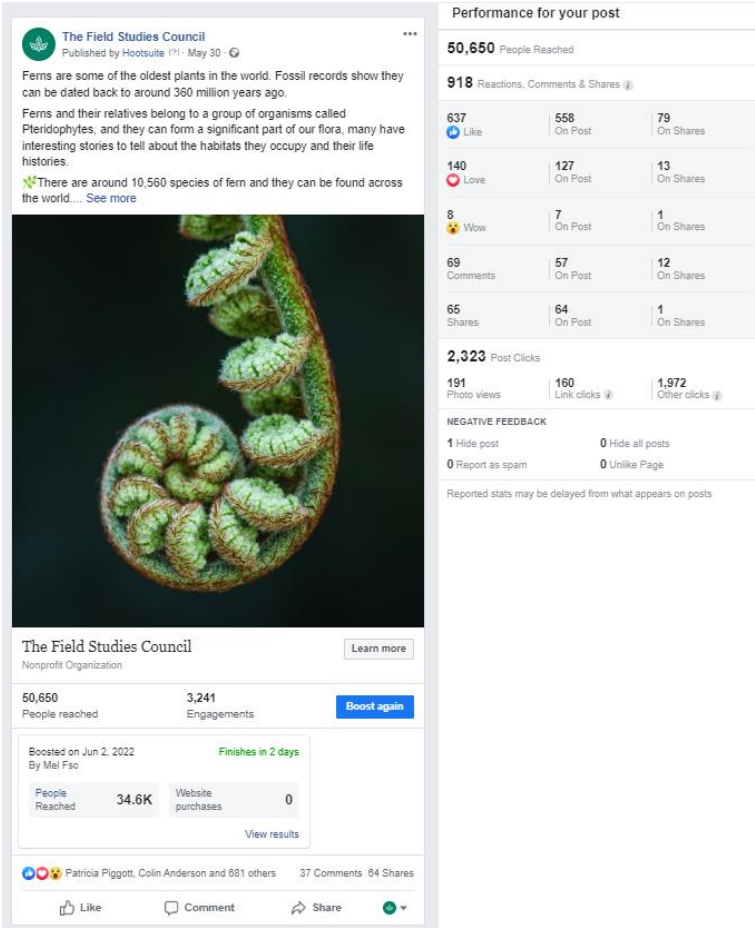 The Field Studies Council
Published by Hootsuite [?] · May 30 ·
Ferns are some of the oldest plants in the world. Fossil records show they
can be dated back to around 360 million years ago.
Ferns and their relatives belong to a group of organisms called
Pteridophytes, and they can form a significant part of our flora, many have
interesting stories to tell about the habitats they occupy and their life
histories.
🌿There are around 10,560 species of fern and they can be found across
the world.... See more
The Field Studies Council
Nonprofit Organization
Learn more
50,650
People reached
3,241
Engagements
Boost again
Boosted on Jun 2, 2022
By Mel Fsc
Finishes in 2 days
People
Reached
34.6K
Website
purchases
0
View results
Patricia Piggott, Colin Anderson and 681 others
37 Comments 64 Shares
Like
Comment
Share
Performance for your post
50,650 People Reached
918 Reactions, Comments & Shares
637
Like
558
On Post
79
On Shares
140
Love
127
On Post
13
On Shares
8
Wow
7
On Post
1
On Shares
69
Comments
57
On Post
12
On Shares
65
Shares
64
On Post
1
On Shares
2,323 Post Clicks
191
Photo views
160
Link clicks
1,972
Other clicks
NEGATIVE FEEDBACK
1 Hide post
0 Hide all posts
0 Report as spam
0 Unlike Page
Reported stats may be delayed from what appears on posts